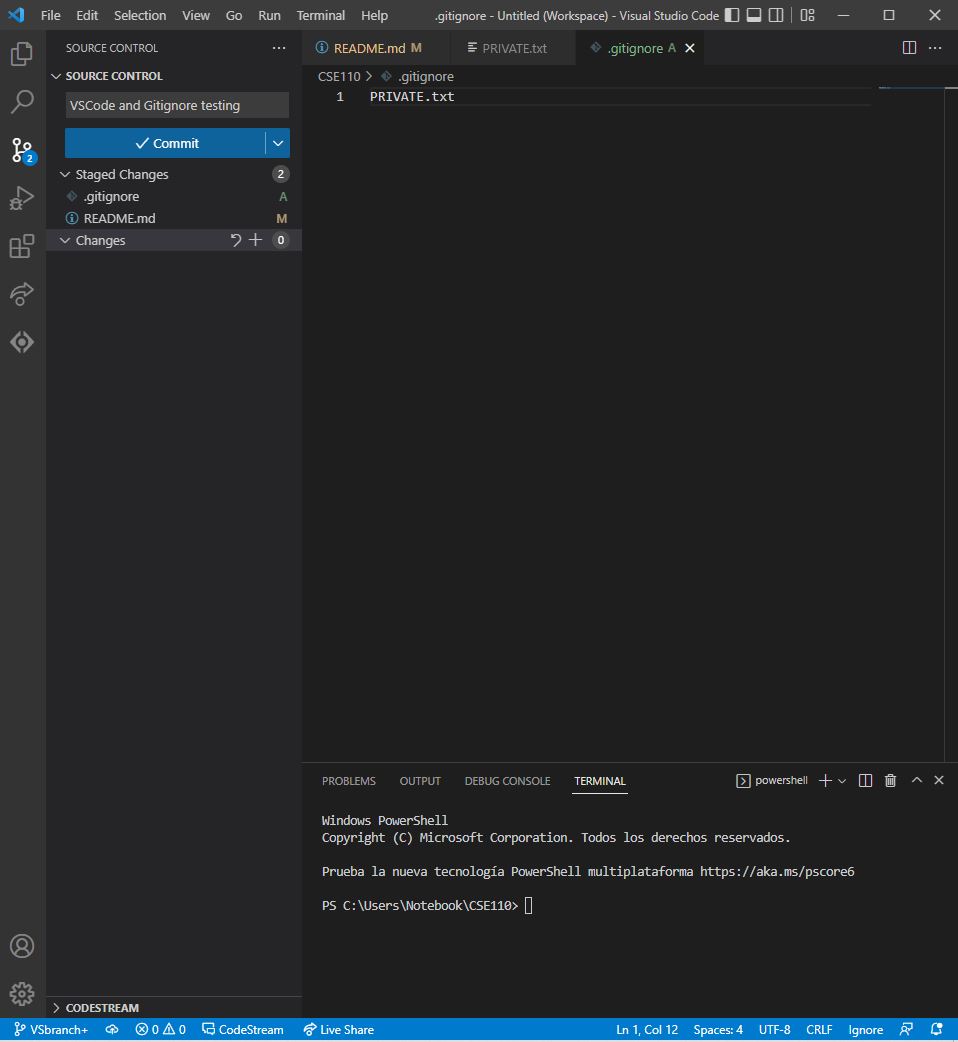 File Edit Selection View Go Run Terminal Help .gitignore - Untitled (Workspace) - Visual Studio Code
SOURCE CONTROL
SOURCE CONTROL
VSCode and Gitignore testing
Commit
Staged Changes 2
.gitignore A
README.md M
Changes 0
2
CODESTREAM
README.md M PRIVATE.txt .gitignore A
CSE110 > .gitignore
1 PRIVATE.txt
PROBLEMS OUTPUT DEBUG CONSOLE TERMINAL powershell
Windows PowerShell
Copyright (C) Microsoft Corporation. Todos los derechos reservados.
Prueba la nueva tecnología PowerShell multiplataforma https://aka.ms/pscore6
PS C:\Users\Notebook\CSE110>
VSbranch+ 0 0 CodeStream Live Share Ln 1, Col 12 Spaces: 4 UTF-8 CRLF Ignore